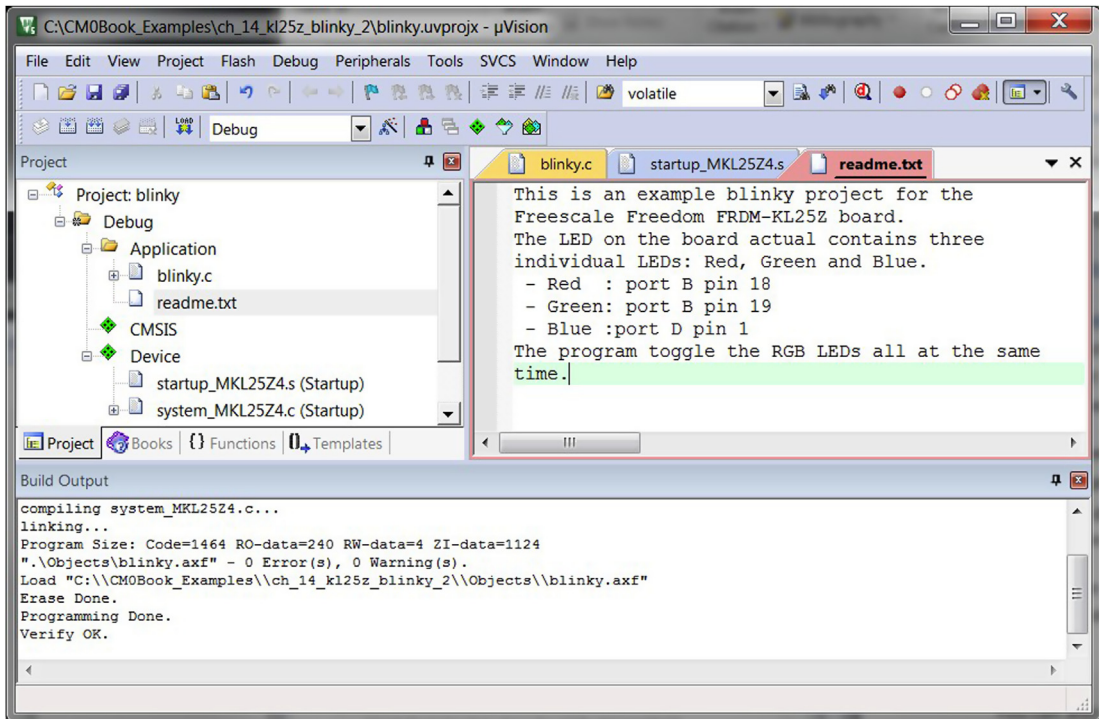 C:\CM0Book_Examples\ch_14_kl25z_blinky_2\blinky.uvprojx - µVision
File Edit View Project Flash Debug Peripherals Tools SVCS Window Help
volatile
LOAD Debug
Project
Project: blinky
Debug
Application
blinky.c
readme.txt
CMSIS
Device
startup_MKL25Z4.s (Startup)
system_MKL25Z4.c (Startup)
Project Books {} Functions Templates
blinky.c startup_MKL25Z4.s readme.txt
This is an example blinky project for the
Freescale Freedom FRDM-KL25Z board.
The LED on the board actual contains three
individual LEDs: Red, Green and Blue.
- Red : port B pin 18
- Green: port B pin 19
- Blue :port D pin 1
The program toggle the RGB LEDs all at the same
time.
Build Output
compiling system_MKL25Z4.c...
linking...
Program Size: Code=1464 RO-data=240 RW-data=4 ZI-data=1124
".\Objects\blinky.axf" - 0 Error(s), 0 Warning(s).
Load "C:\\CM0Book_Examples\\ch_14_kl25z_blinky_2\\Objects\\blinky.axf"
Erase Done.
Programming Done.
Verify OK.